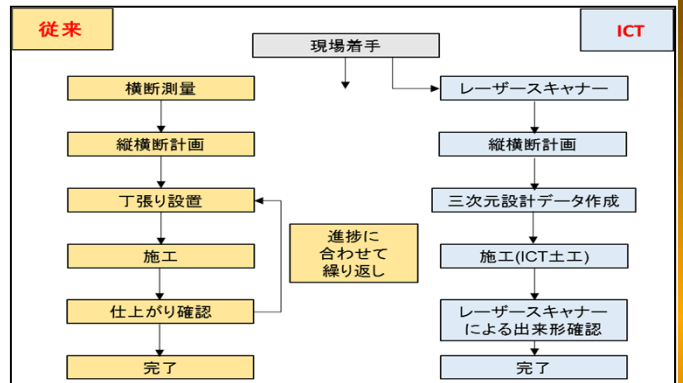 従来
ICT
現場着手
横断測量
縦横断計画
丁張り設置
施工
仕上がり確認
完了
進捗に
合わせて
繰り返し
レーザースキャナー
縦横断計画
三次元設計データ作成
施工(ICT土工)
レーザースキャナー
による出来形確認
完了